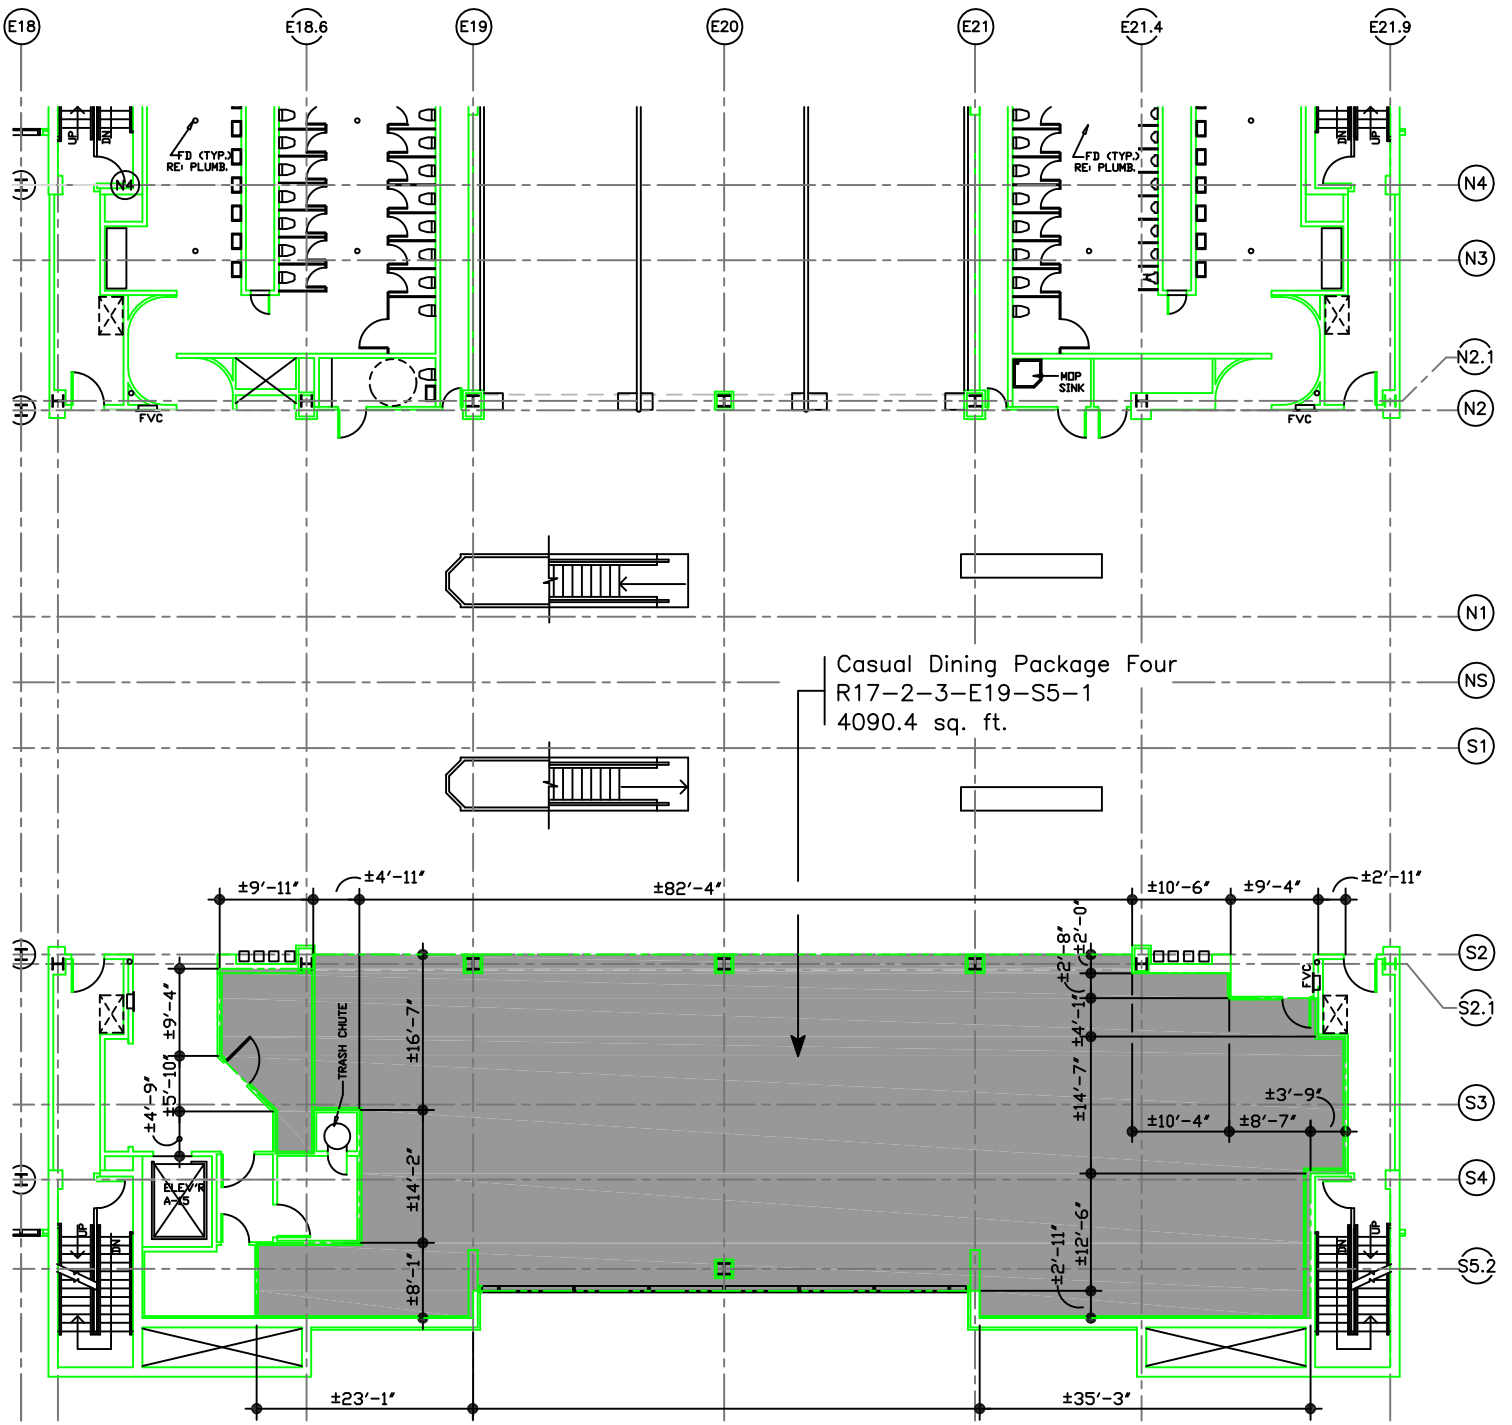 E18
E18.6
E19
E20
E21
E21.4
E21.9
UP
DN
FD (TYP.)
RE: PLUMB.
N4
FD (TYP.)
RE: PLUMB.
DN
UP
N4
N3
N2.1
MOP
SINK
FVC
FVC
N2
N1
Casual Dining Package Four
R17-2-3-E19-S5-1
4090.4 sq. ft.
NS
S1
±9'-11"
±4'-11"
±82'-4"
±10'-6"
±9'-4"
±2'-11"
±2'-0"
±2'-8"
S2
FVC
±9'-4"
±16'-7"
TRASH CHUTE
±4'-1"
S2.1
±5'-10"
±4'-9"
±14'-7"
±3'-9"
S3
±10'-4"
±8'-7"
ELEV'R
A-15
±14'-2"
S4
UP
DN
±12'-6"
±2'-11"
DN
UP
±8'-1"
S5.2
±23'-1"
±35'-3"